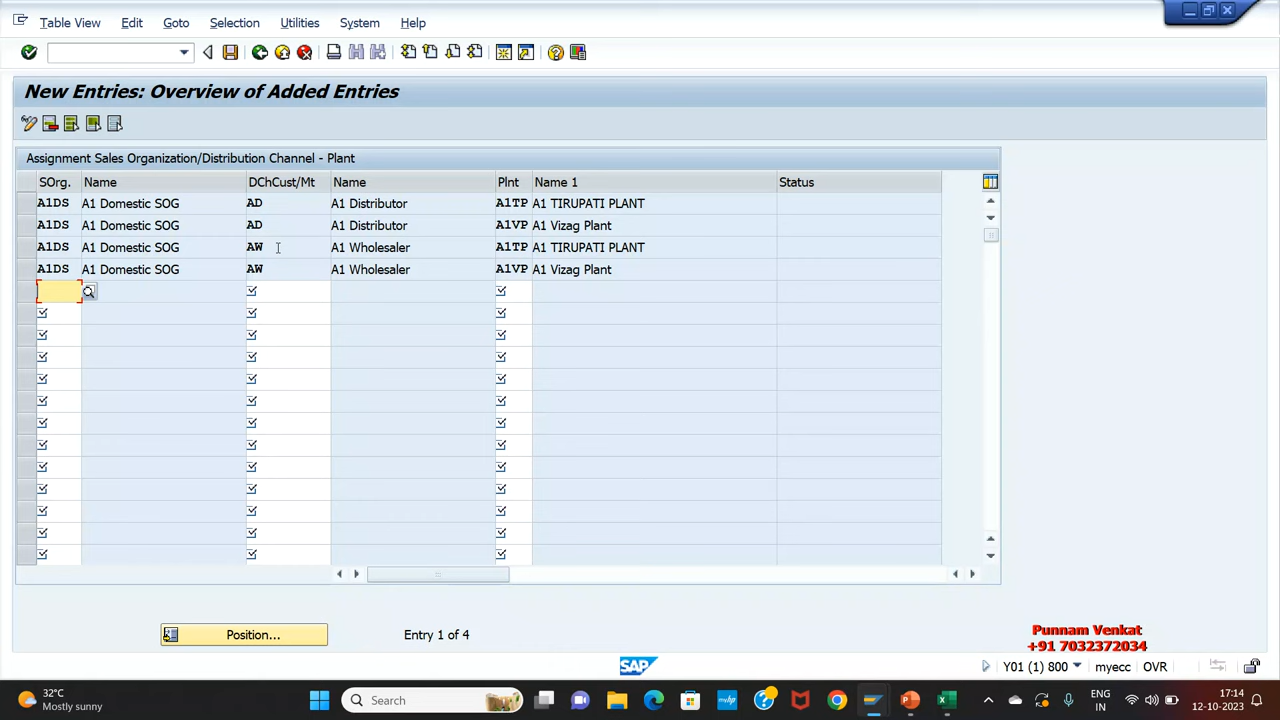 Table View Edit Goto Selection Utilities System Help
New Entries: Overview of Added Entries
Assignment Sales Organization/Distribution Channel - Plant
SOrg. Name DChCust/Mt Name Plnt Name 1 Status
A1DS A1 Domestic SOG AD A1 Distributor A1TP A1 TIRUPATI PLANT
A1DS A1 Domestic SOG AD A1 Distributor A1VP A1 Vizag Plant
A1DS A1 Domestic SOG AW A1 Wholesaler A1TP A1 TIRUPATI PLANT
A1DS A1 Domestic SOG AW A1 Wholesaler A1VP A1 Vizag Plant
Position... Entry 1 of 4
Punnam Venkat
+91 7032372034
SAP Y01 (1) 800 myecc OVR
32°C
Mostly sunny
Search
hp
ENG
IN
17:14
12-10-2023